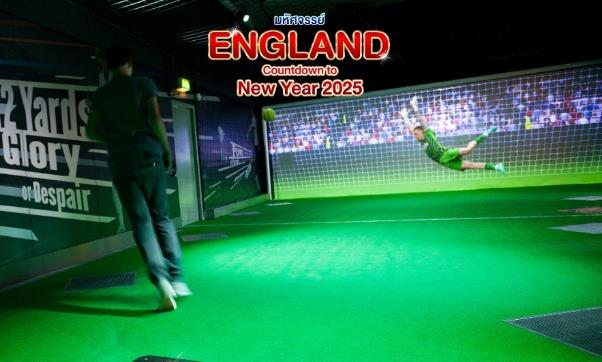 มหัศจรรย์
ENGLAND
Countdown to
New Year 2025
2 Yards
Glory
or Despair